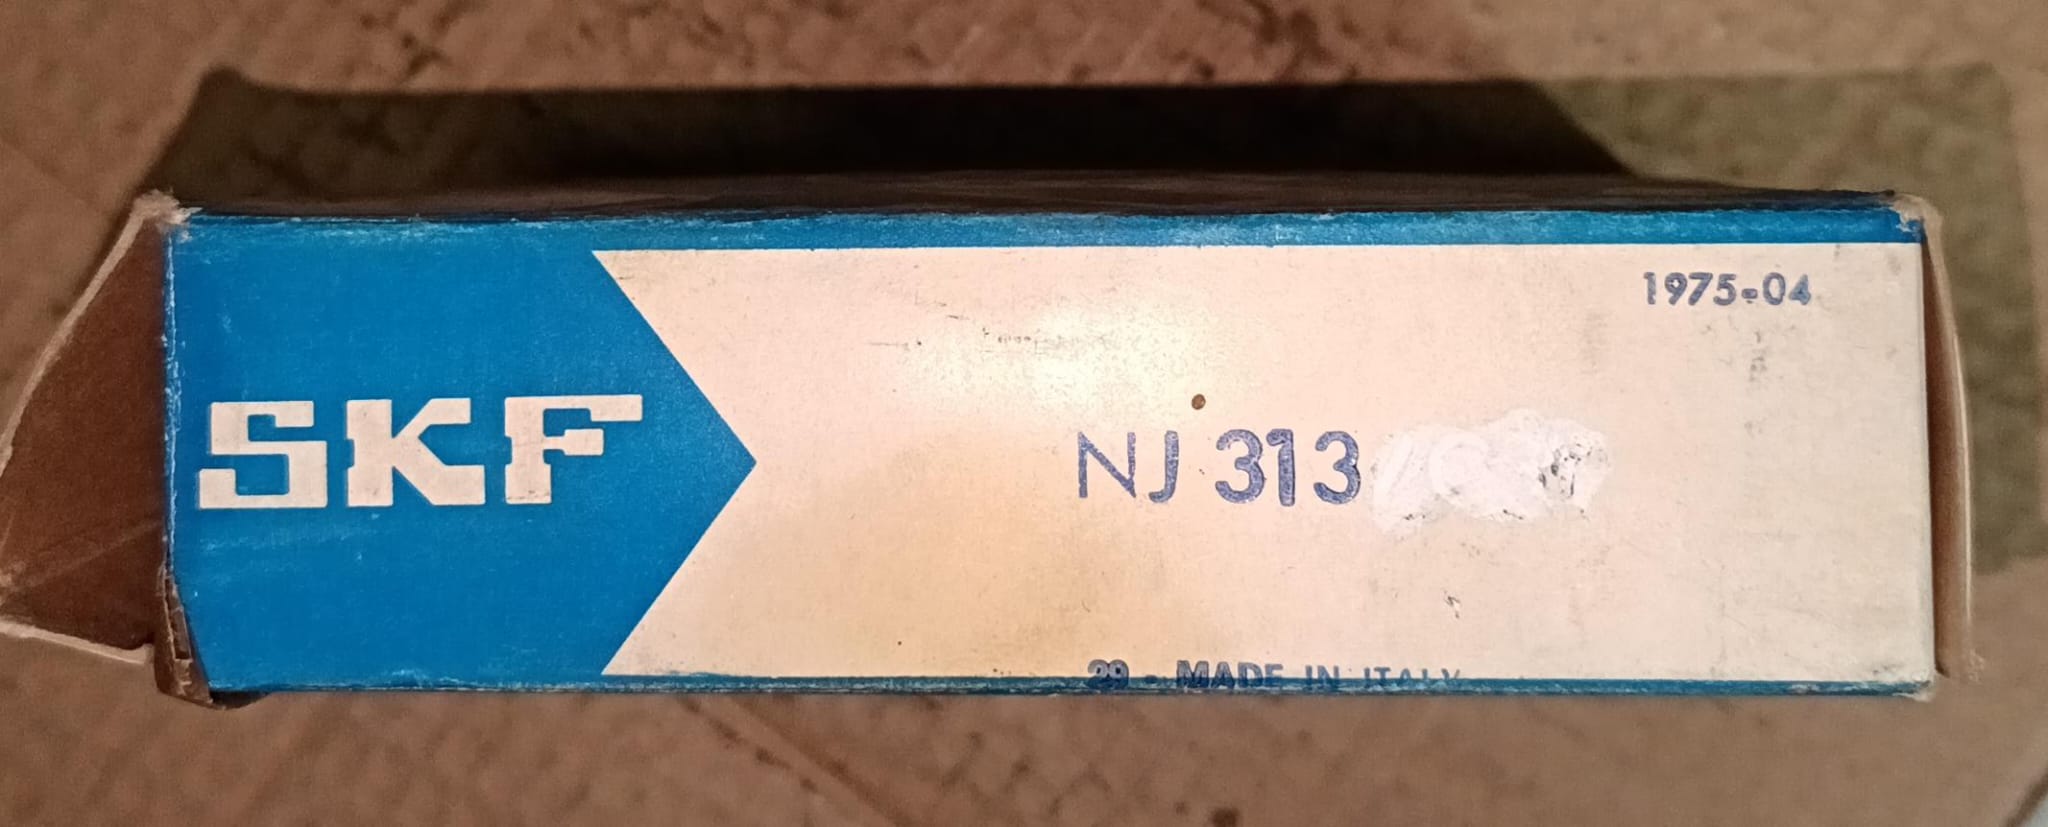 1975-04
SKF
NJ 313
29 - MADE IN ITALY